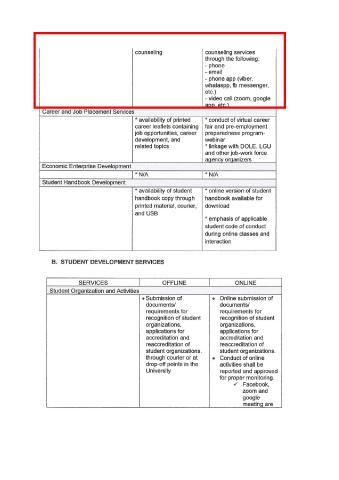 counseling
counseling services
through the following:
- phone
- email
- phone app (viber,
whatsapp, fb messenger,
etc.)
- video call (zoom, google
app, etc.)
Career and Job Placement Services
* availability of printed
career leaflets containing
job opportunities, career
development, and
related topics
* conduct of virtual career
fair and pre-employment
preparedness program-
webinar
* linkage with DOLE, LGU
and other job-work force
agency organizers
Economic Enterprise Development
* N/A
* N/A
Student Handbook Development
* availability of student
handbook copy through
printed material, courier,
and USB
* online version of student
handbook available for
download
* emphasis of applicable
student code of conduct
during online classes and
interaction
B. STUDENT DEVELOPMENT SERVICES
SERVICES
OFFLINE
ONLINE
Student Organization and Activities
• Submission of
documents/
requirements for
recognition of student
organizations,
applications for
accreditation and
reaccreditation of
student organizations.
through courier or at
drop-off points in the
University
• Online submission of
documents/
requirements for
recognition of student
organizations,
applications for
accreditation and
reaccreditation of
student organizations.
• Conduct of online
activities shall be
reported and approved
for proper monitoring.
✓ Facebook,
zoom and
google
meeting are